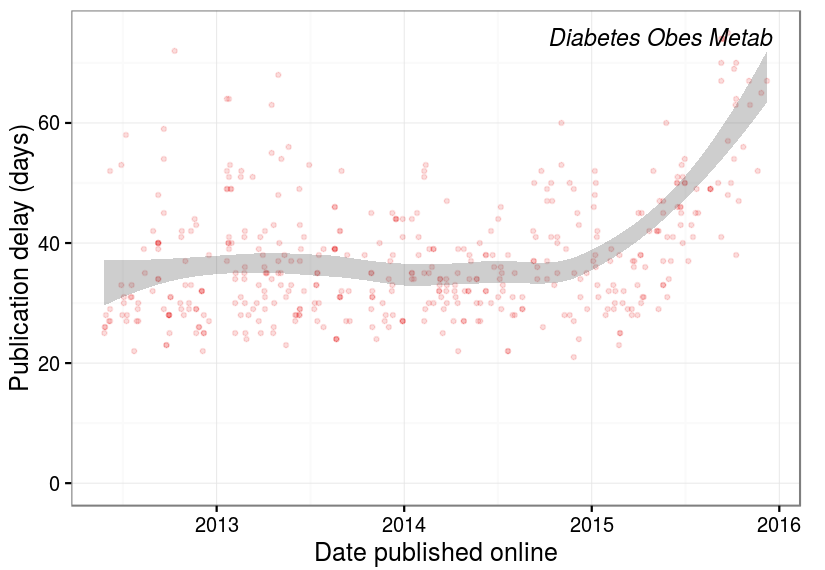 Diabetes Obes Metab
Publication delay (days)
60
40
20
0
2013
2014
2015
2016
Date published online